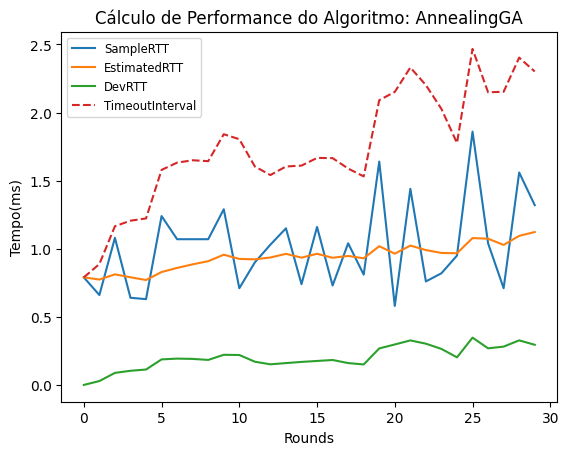 Cálculo de Performance do Algoritmo: AnnealingGA
SampleRTT
EstimatedRTT
DevRTT
TimeoutInterval
Tempo(ms)
2.5
2.0
1.5
1.0
0.5
0.0
0 5 10 15 20 25 30
Rounds